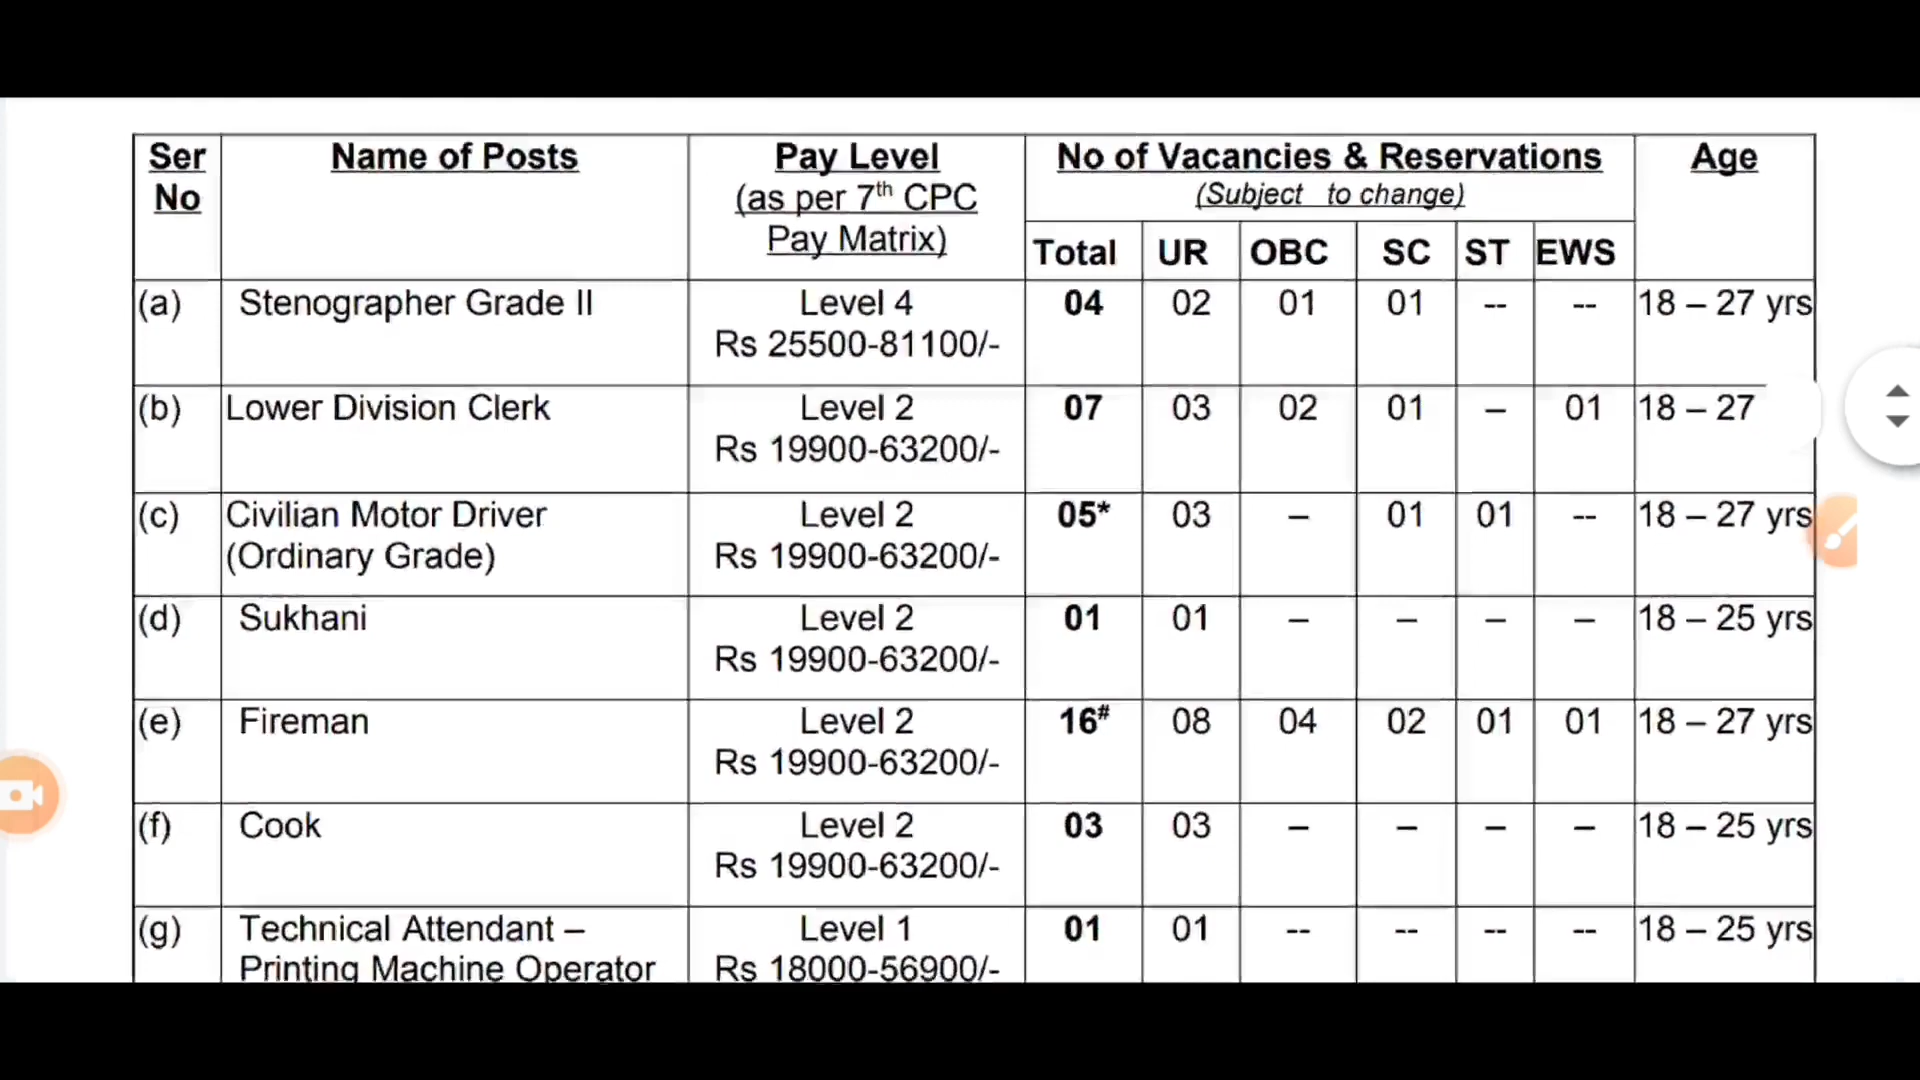 Ser No | Name of Posts | Pay Level (as per 7th CPC Pay Matrix) | No of Vacancies & Reservations (Subject to change) | Age
Total | UR | OBC | SC | ST | EWS
(a) | Stenographer Grade II | Level 4 Rs 25500-81100/- | 04 | 02 | 01 | 01 | -- | -- | 18 – 27 yrs
(b) | Lower Division Clerk | Level 2 Rs 19900-63200/- | 07 | 03 | 02 | 01 | – | 01 | 18 – 27
(c) | Civilian Motor Driver (Ordinary Grade) | Level 2 Rs 19900-63200/- | 05* | 03 | – | 01 | 01 | -- | 18 – 27 yrs
(d) | Sukhani | Level 2 Rs 19900-63200/- | 01 | 01 | – | – | – | – | 18 – 25 yrs
(e) | Fireman | Level 2 Rs 19900-63200/- | 16# | 08 | 04 | 02 | 01 | 01 | 18 – 27 yrs
(f) | Cook | Level 2 Rs 19900-63200/- | 03 | 03 | – | – | – | – | 18 – 25 yrs
(g) | Technical Attendant – Printing Machine Operator | Level 1 Rs 18000-56900/- | 01 | 01 | -- | -- | -- | -- | 18 – 25 yrs